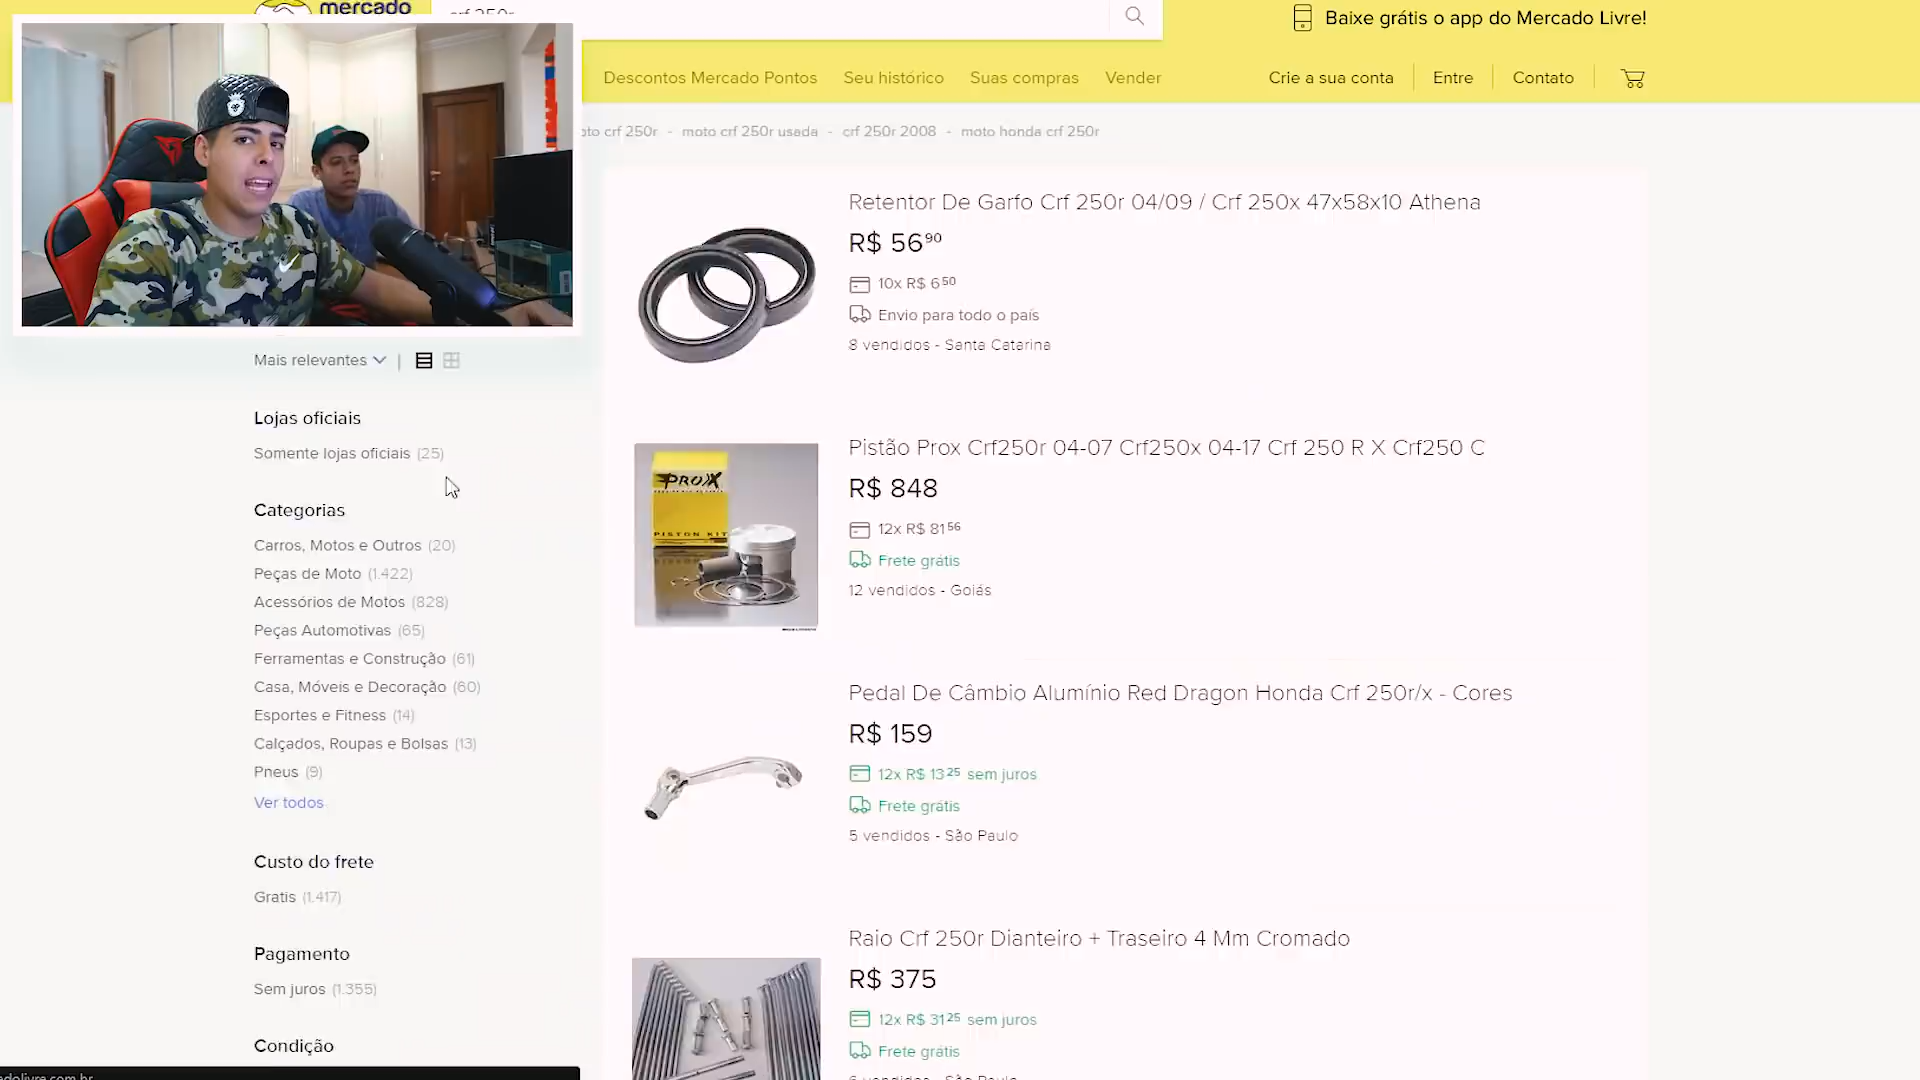 mercado
crf 250r
Baixe grátis o app do Mercado Livre!
Descontos Mercado Pontos
Seu histórico
Suas compras
Vender
Crie a sua conta
Entre
Contato
crf 250r - moto crf 250r usada - crf 250r 2008 - moto honda crf 250r
Mais relevantes |
Lojas oficiais
Somente lojas oficiais (25)
Categorias
Carros, Motos e Outros (20)
Peças de Moto (1.422)
Acessórios de Motos (828)
Peças Automotivas (65)
Ferramentas e Construção (61)
Casa, Móveis e Decoração (60)
Esportes e Fitness (14)
Calçados, Roupas e Bolsas (13)
Pneus (9)
Ver todos
Custo do frete
Gratis (1.417)
Pagamento
Sem juros (1.355)
Condição
Retentor De Garfo Crf 250r 04/09 / Crf 250x 47x58x10 Athena
R$ 56 90
10x R$ 6 50
Envio para todo o país
8 vendidos - Santa Catarina
PROX
PISTON KIT
Pistão Prox Crf250r 04-07 Crf250x 04-17 Crf 250 R X Crf250 C
R$ 848
12x R$ 81 56
Frete grátis
12 vendidos - Goiás
Pedal De Câmbio Alumínio Red Dragon Honda Crf 250r/x - Cores
R$ 159
12x R$ 13 25 sem juros
Frete grátis
5 vendidos - São Paulo
Raio Crf 250r Dianteiro + Traseiro 4 Mm Cromado
R$ 375
12x R$ 31 25 sem juros
Frete grátis